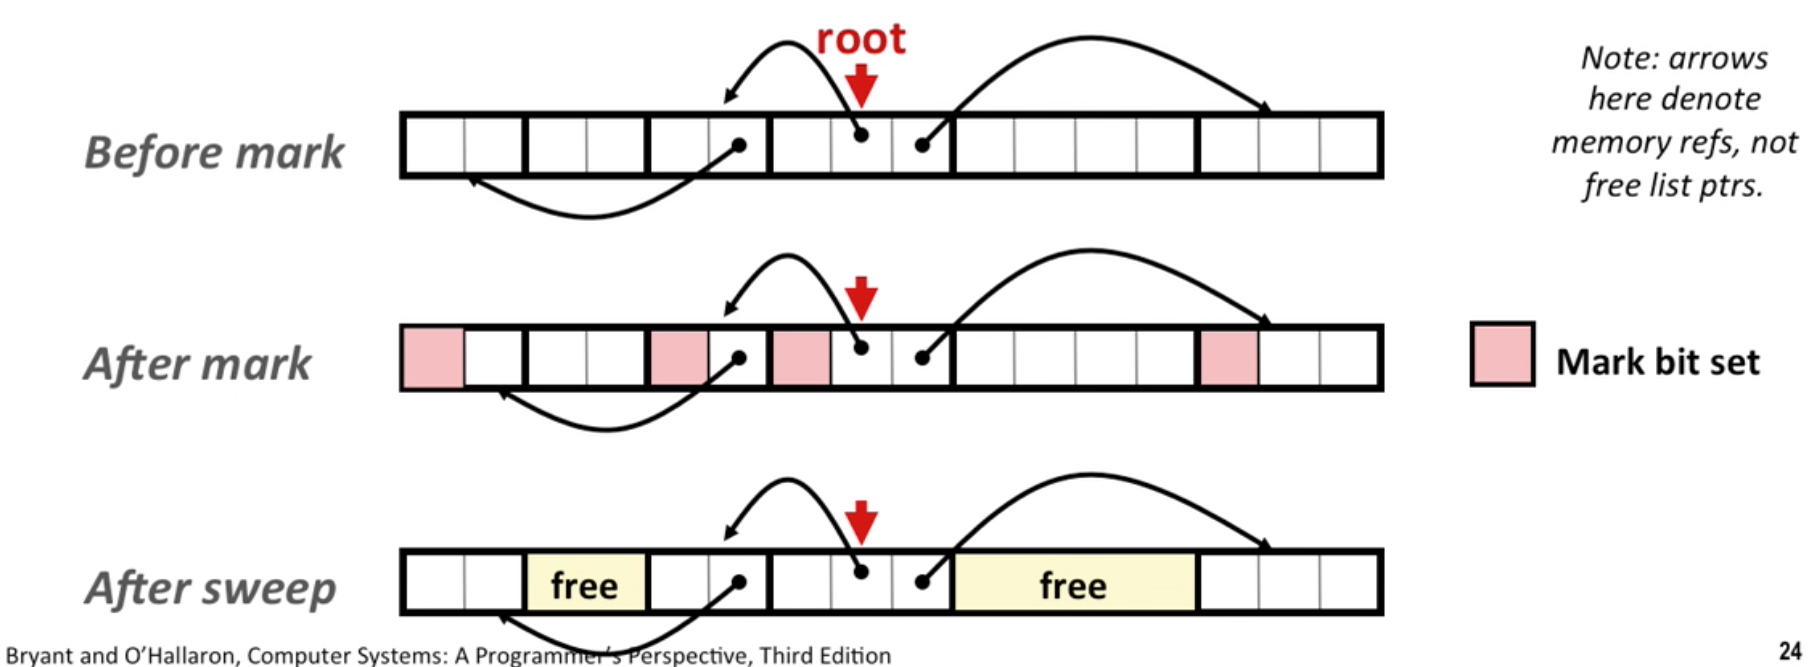 root
Note: arrows
here denote
memory refs, not
free list ptrs.
Before mark
After mark
Mark bit set
After sweep
free
free
Bryant and O’Hallaron, Computer Systems: A Programmer’s Perspective, Third Edition
24